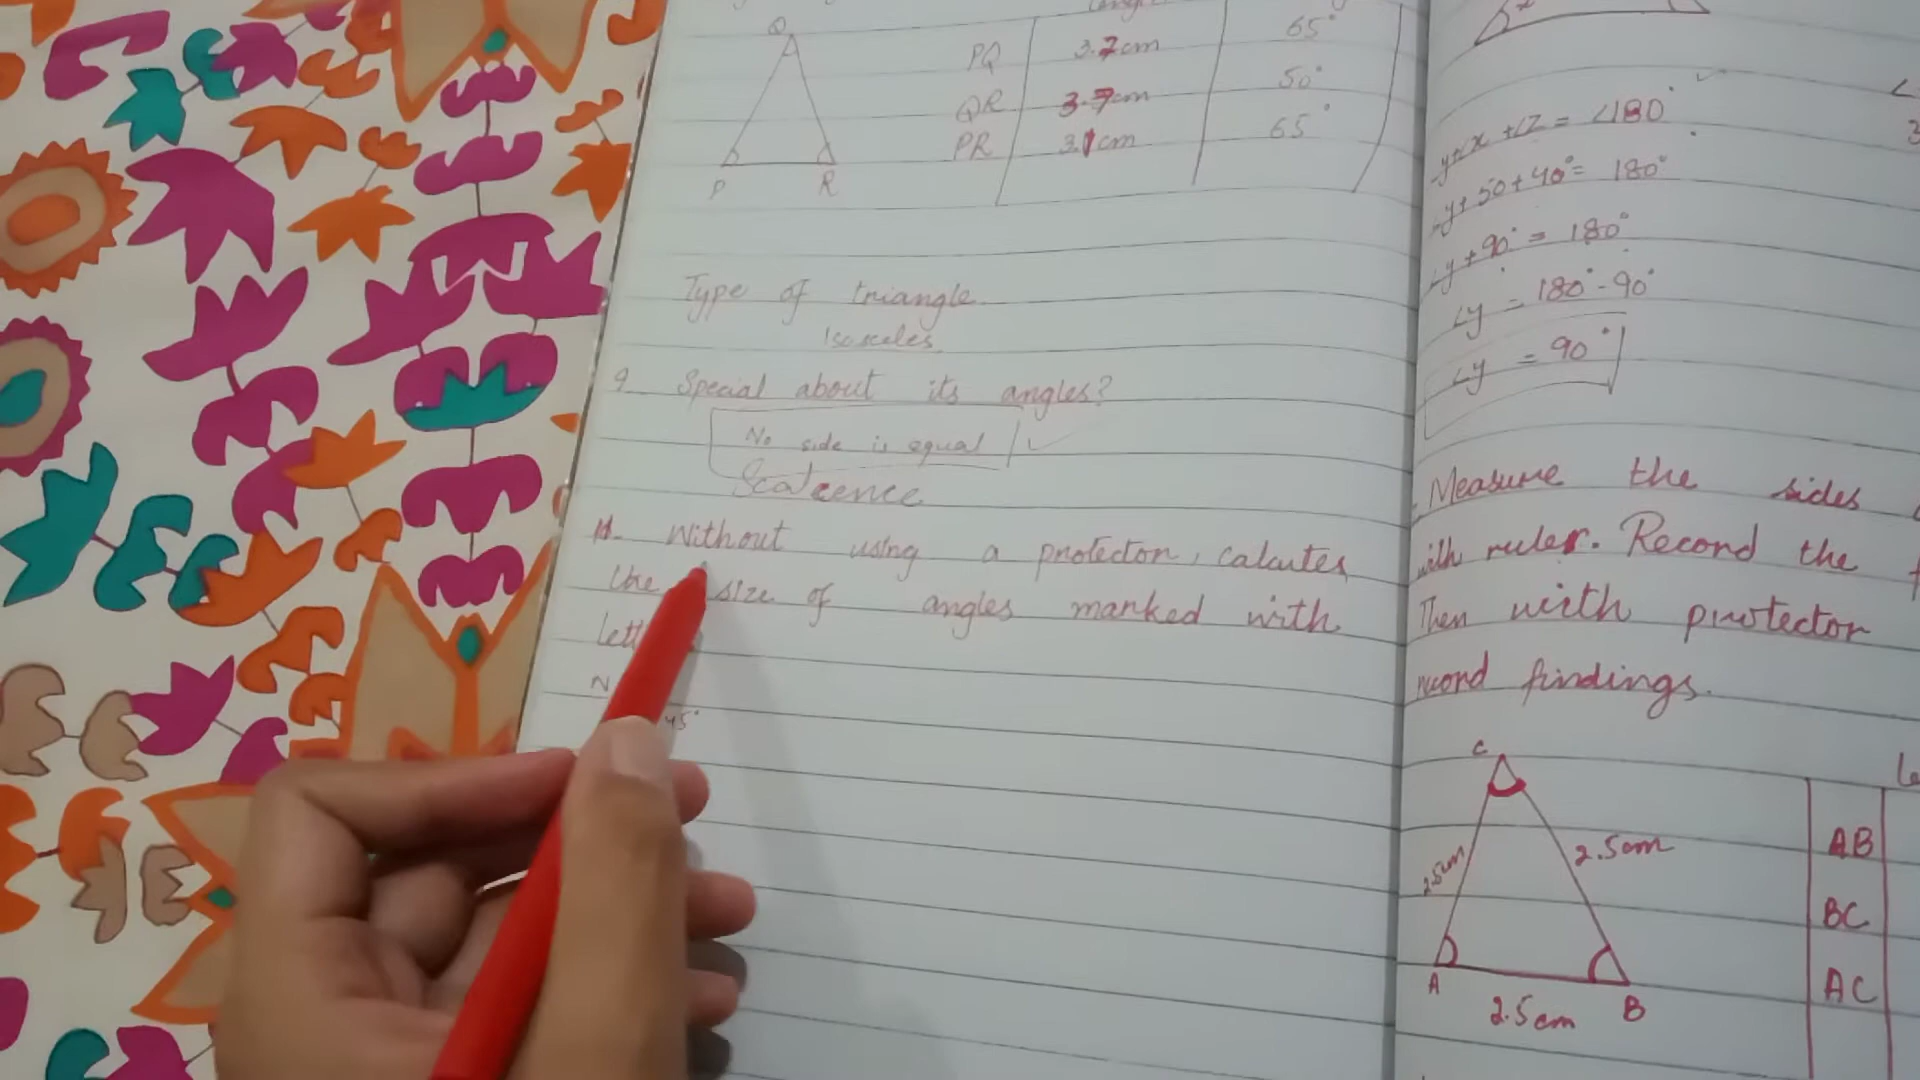 Q
PQ 3.7cm 65°
QR 3.7cm 50°
PR 3.1cm 65°
P R
Type of triangle
Isosceles
9 Special about its angles?
No side is equal
Without using a protector, calcutes
the size of angles marked with
N
45°
x
+ 50 + 40° = 180°
∠y + 90° = 180°
∠y = 180° - 90°
∠y = 90°
Measure the sides
with ruler. Record the
Then with protector
record findings.
C
2.5cm 2.5cm
A B
2.5cm
AB
BC
AC